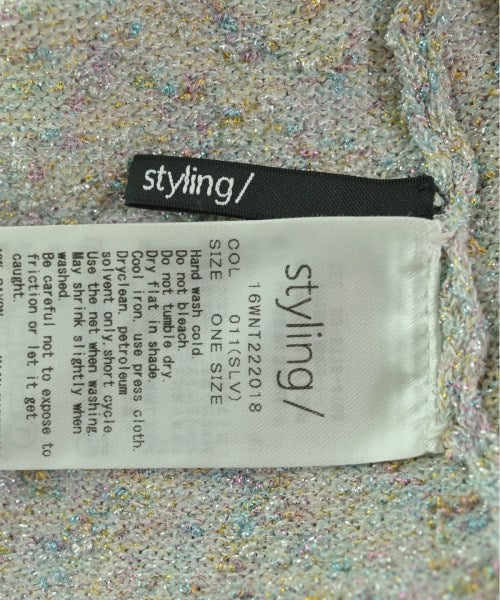 styling/
styling/
16WNT222018
COL 011(SLV)
SIZE ONE SIZE
Hand wash cold.
Do not bleach.
Do not tumble dry.
Dry flat in shade.
Cool iron, use press cloth.
Dryclean, petroleum
solvent only,short cycle.
Use the net when washing.
May shrink slightly when
washed.
Be careful not to expose to
friction or let it get
caught.